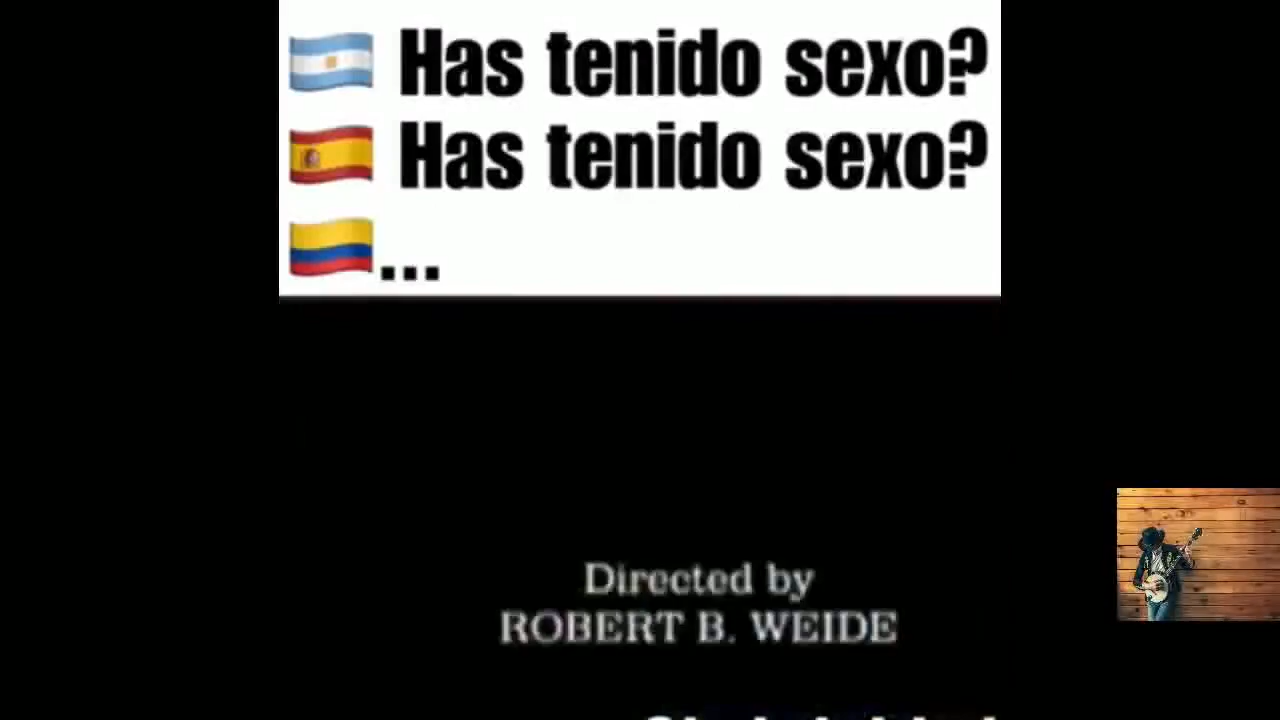 Has tenido sexo?
Has tenido sexo?
...
Directed by
ROBERT B. WEIDE